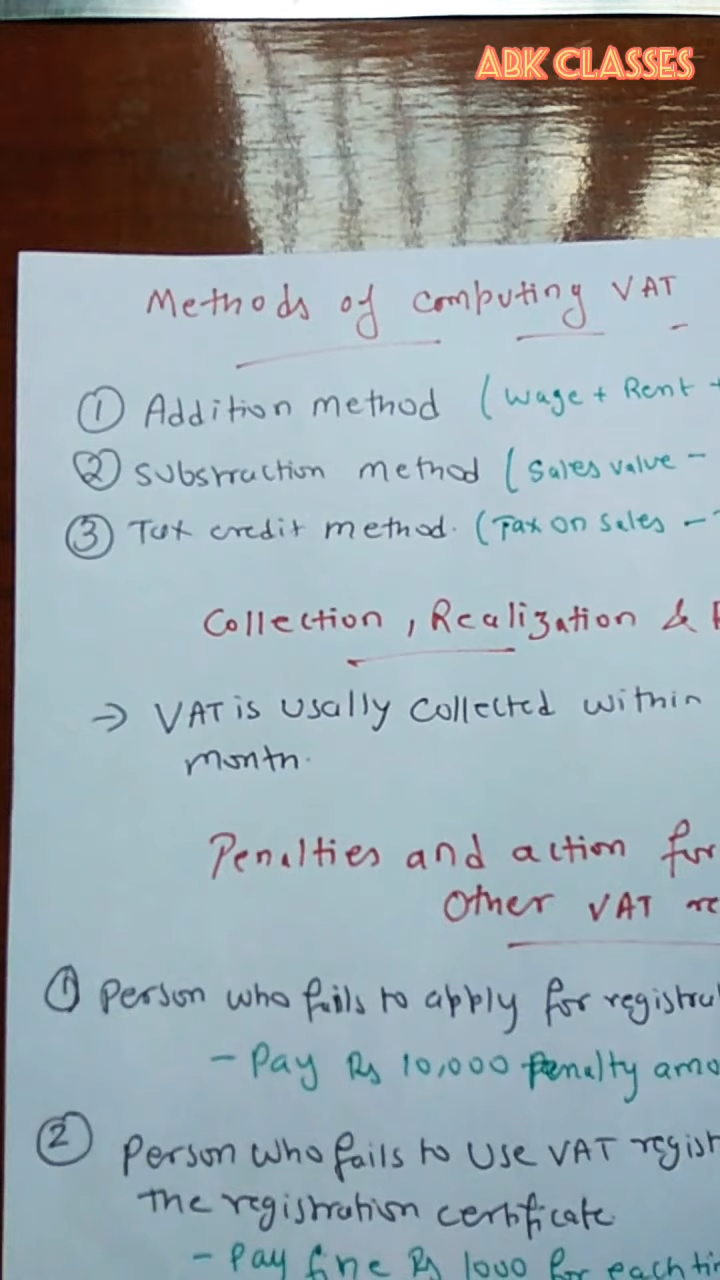 ABK CLASSES
Methods of computing VAT
① Addition method (Wage + Rent +
② Substraction method (Sales value -
③ Tax credit method. (Tax on sales -
Collection, Realization &
→ VAT is usally collected within
month.
Penalties and action for
Other VAT
① Person who fails to apply for
- Pay Rs 10,000 Penalty
② Person who fails to use VAT
the registration certificate
- Pay fine Rs 1000 for each